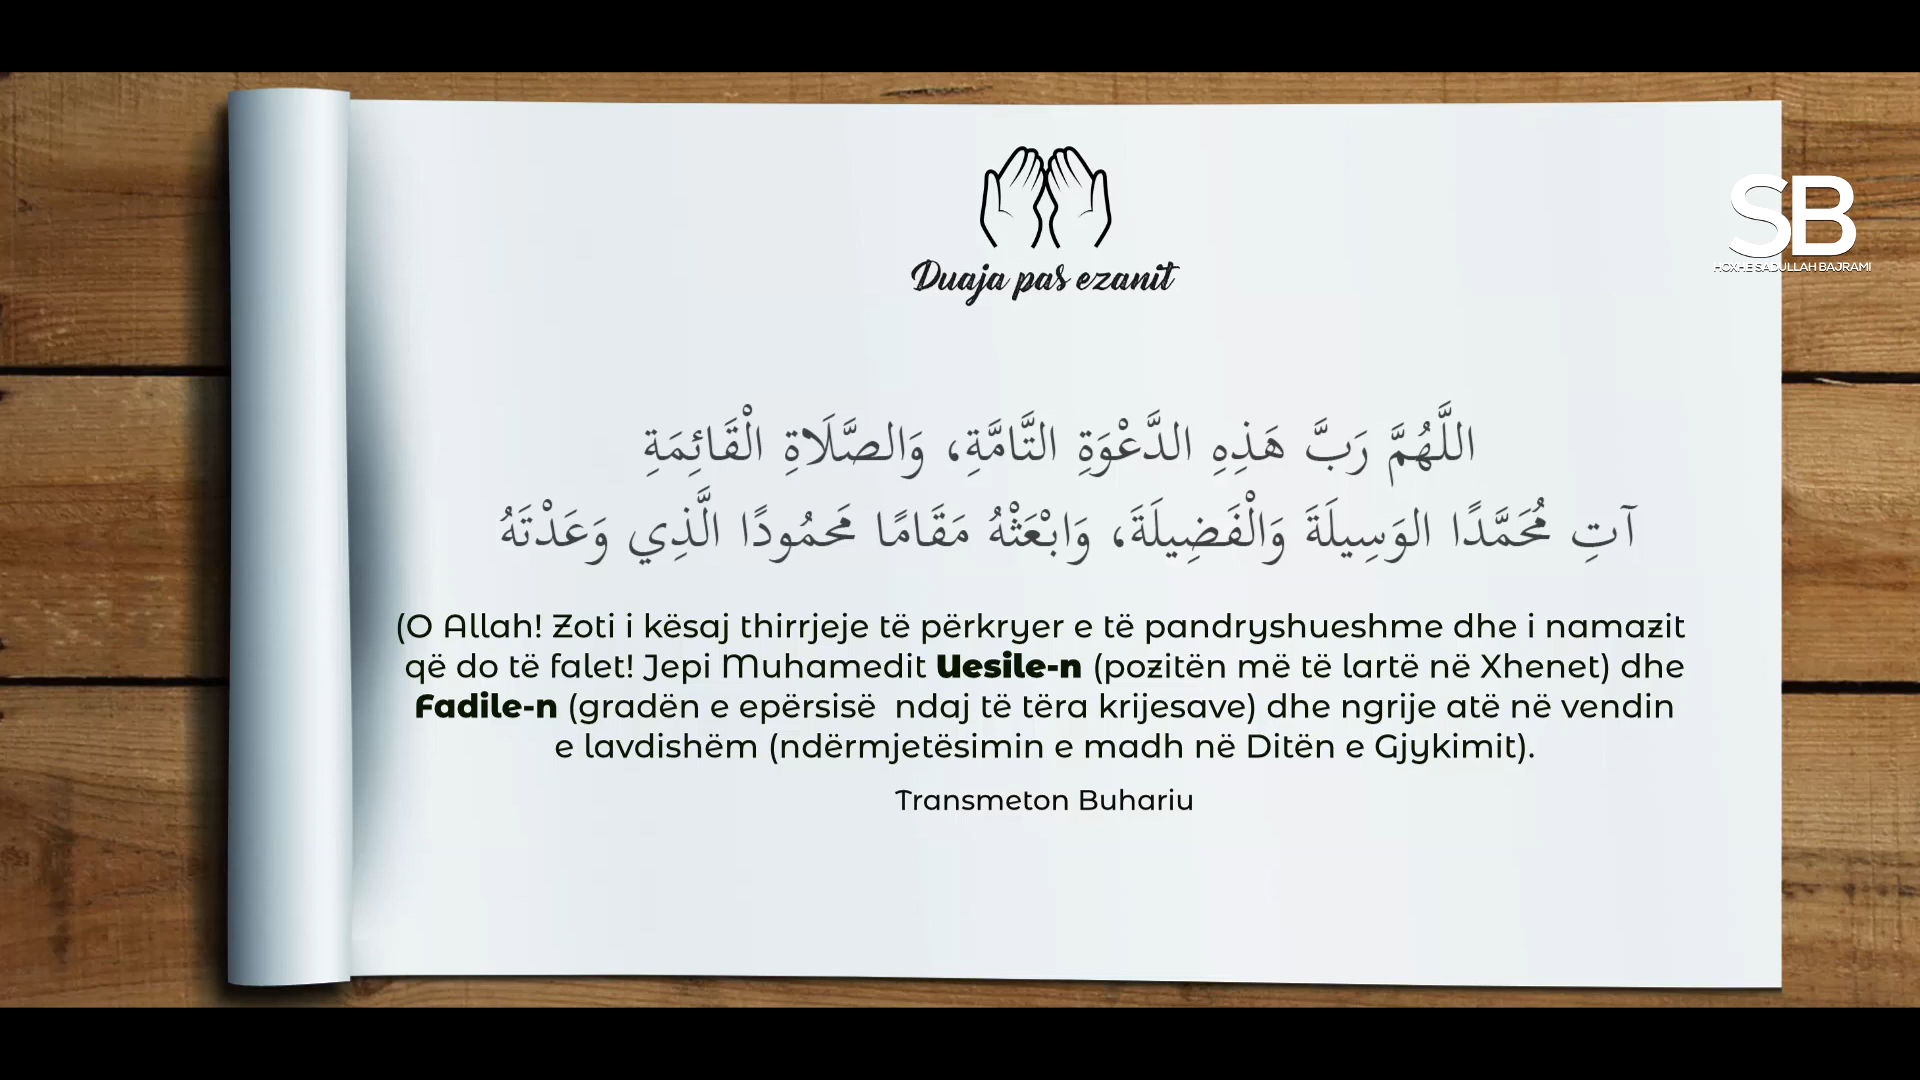 SB
HOXHË SADULLAH BAJRAMI
Duaja pas ezanit
اللَّهُمَّ رَبَّ هَذِهِ الدَّعْوَةِ التَّامَّةِ، وَالصَّلَاةِ الْقَائِمَةِ
آتِ مُحَمَّدًا الوَسِيلَةَ وَالْفَضِيلَةَ، وَابْعَثْهُ مَقَامًا مَحمُودًا الَّذِي وَعَدْتَهُ
(O Allah! Zoti i kësaj thirrjeje të përkryer e të pandryshueshme dhe i namazit
që do të falet! Jepi Muhamedit Uesile-n (pozitën më të lartë në Xhenet) dhe
Fadile-n (gradën e epërsisë ndaj të tëra krijesave) dhe ngrije atë në vendin
e lavdishëm (ndërmjetësimin e madh në Ditën e Gjykimit).
Transmeton Buhariu